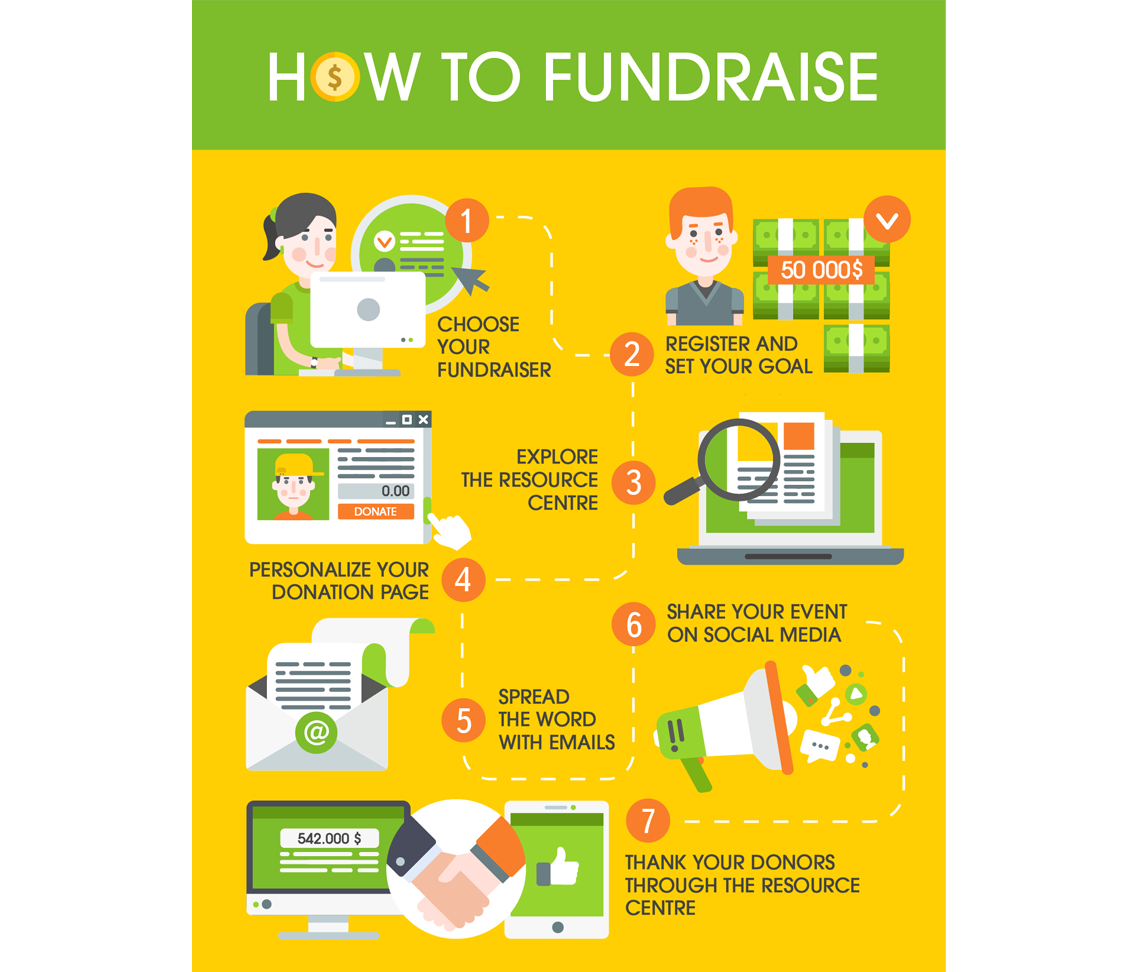 HOW TO FUNDRAISE
1
CHOOSE
YOUR
FUNDRAISER
50 000$
2
REGISTER AND
SET YOUR GOAL
EXPLORE
THE RESOURCE
CENTRE
3
0.00
DONATE
PERSONALIZE YOUR
DONATION PAGE
4
@
SPREAD
THE WORD
WITH EMAILS
5
6
SHARE YOUR EVENT
ON SOCIAL MEDIA
542.000 $
7
THANK YOUR DONORS
THROUGH THE RESOURCE
CENTRE